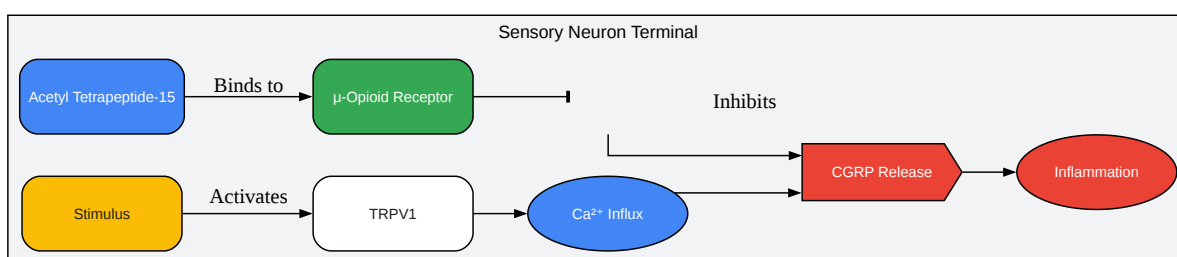 Sensory Neuron Terminal
Acetyl Tetrapeptide-15
Binds to
μ-Opioid Receptor
Inhibits
CGRP Release
Inflammation
Stimulus
Activates
TRPV1
Ca²⁺ Influx